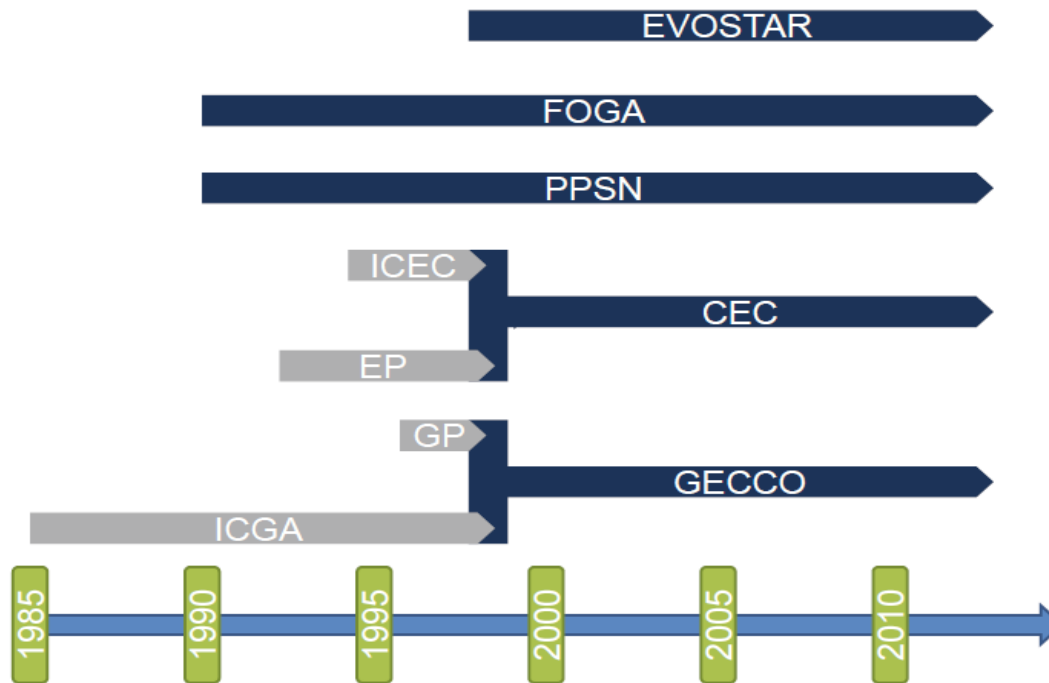 EVOSTAR
FOGA
PPSN
ICEC
CEC
EP
GP
GECCO
ICGA
1985
1990
1995
2000
2005
2010